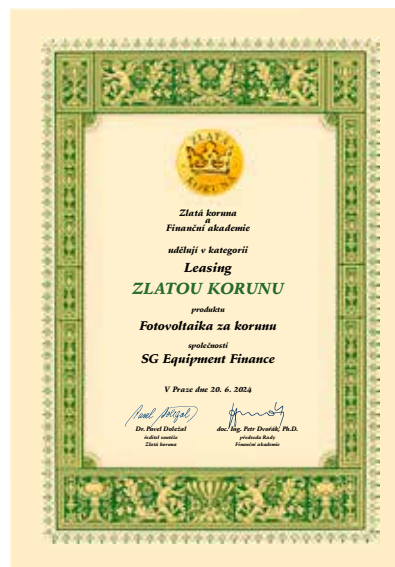 ZLATÁ
KORUNA
Zlatá koruna
a
Finanční akademie
udělují v kategorii
Leasing
ZLATOU KORUNU
produktu
Fotovoltaika za korunu
společnosti
SG Equipment Finance
V Praze dne 20. 6. 2024
Pavel Doležal
Dr. Pavel Doležal doc. Ing. Petr Dvořák, Ph.D.
ředitel soutěže předseda Rady
Zlatá koruna Finanční akademie